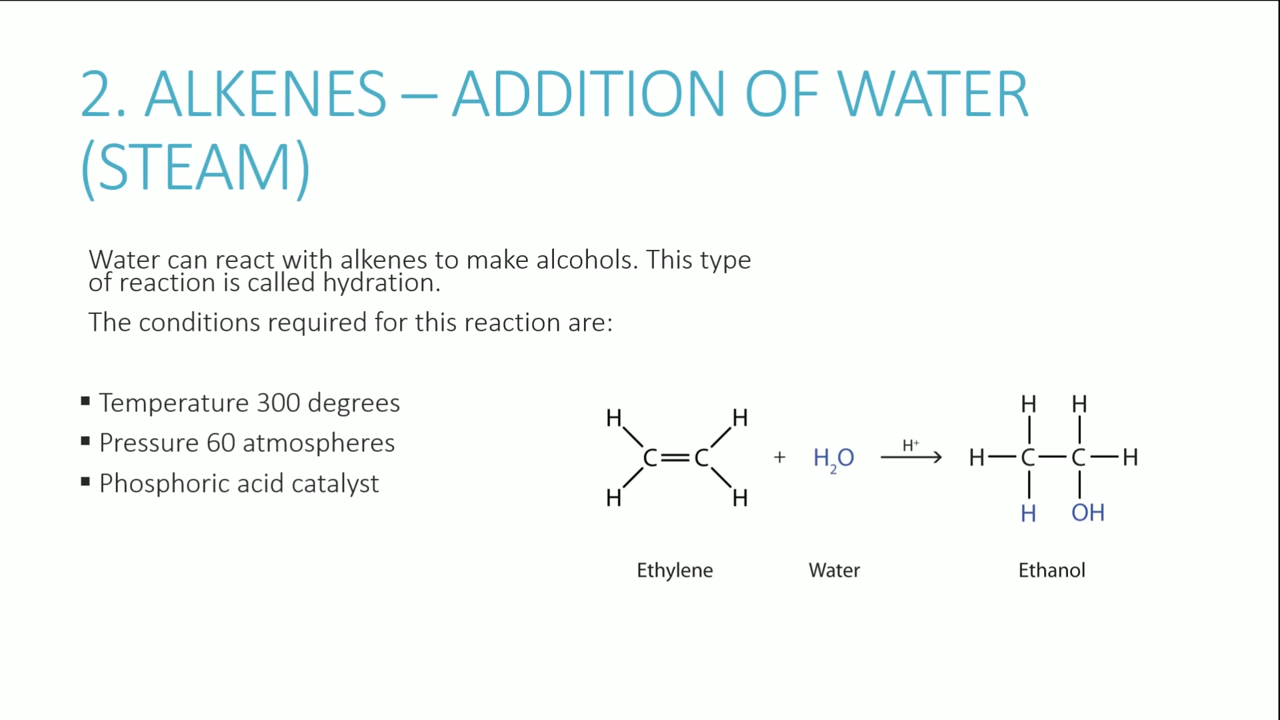 2. ALKENES – ADDITION OF WATER
(STEAM)
Water can react with alkenes to make alcohols. This type
of reaction is called hydration.
The conditions required for this reaction are:
▪ Temperature 300 degrees
▪ Pressure 60 atmospheres
▪ Phosphoric acid catalyst
H H H H
C=C + H₂O H⁺ → H—C—C—H
H H H OH
Ethylene Water Ethanol